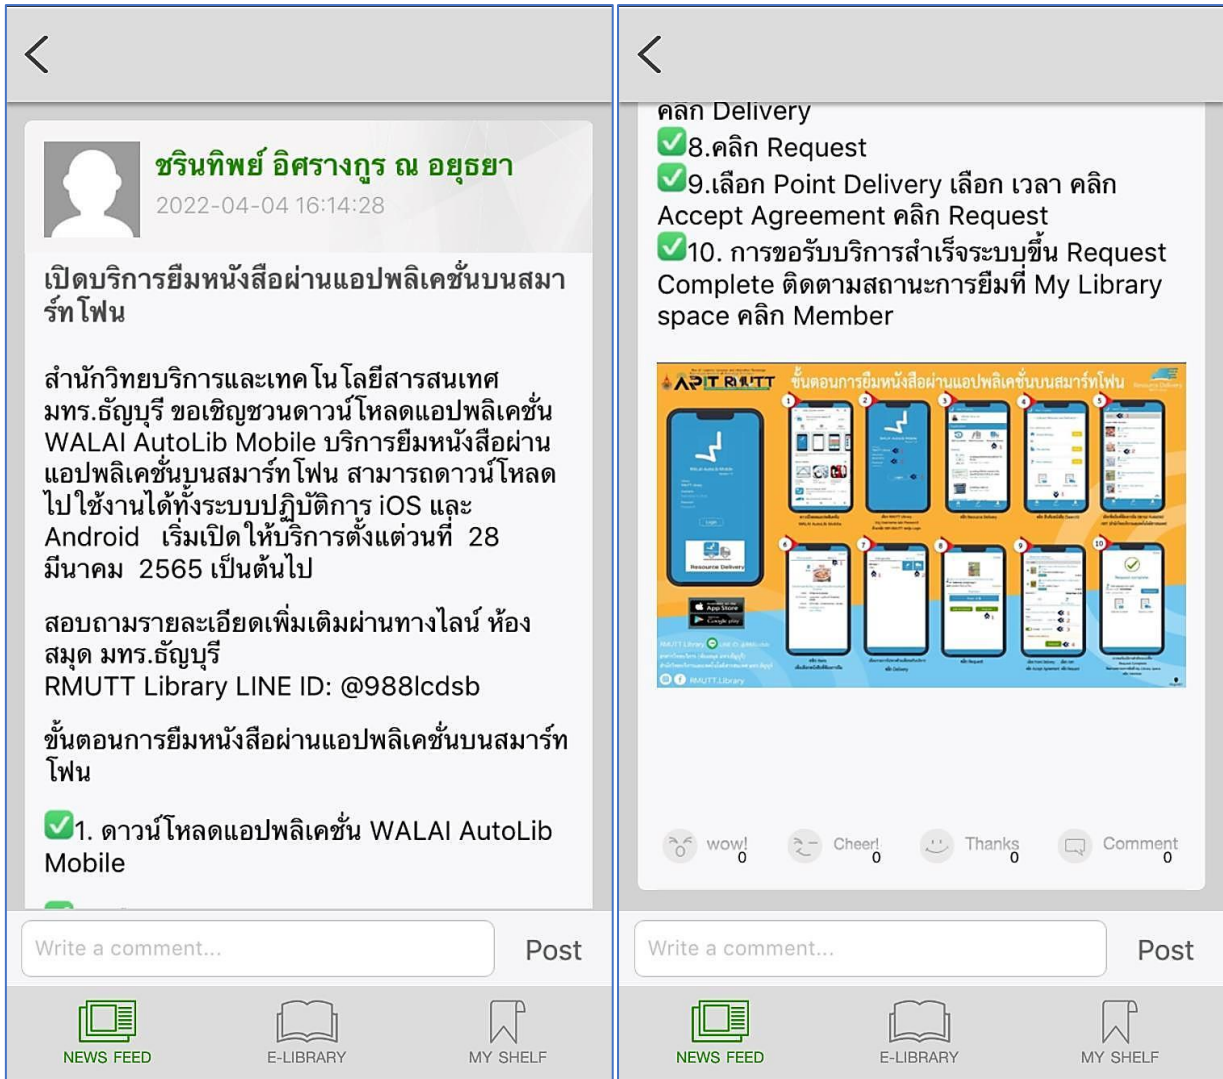 ชรินทิพย์ อิศรางกูร ณ อยุธยา
2022-04-04 16:14:28
เปิดบริการยืมหนังสือผ่านแอปพลิเคชั่นบนสมา
ร์ทโฟน
สำนักวิทยบริการและเทคโนโลยีสารสนเทศ
มทร.ธัญบุรี ขอเชิญชวนดาวน์โหลดแอปพลิเคชั่น
WALAI AutoLib Mobile บริการยืมหนังสือผ่าน
แอปพลิเคชั่นบนสมาร์ทโฟน สามารถดาวน์โหลด
ไปใช้งานได้ทั้งระบบปฏิบัติการ iOS และ
Android เริ่มเปิดให้บริการตั้งแต่วันที่ 28
มีนาคม 2565 เป็นต้นไป
สอบถามรายละเอียดเพิ่มเติมผ่านทางไลน์ ห้อง
สมุด มทร.ธัญบุรี
RMUTT Library LINE ID: @988lcdsb
ขั้นตอนการยืมหนังสือผ่านแอปพลิเคชั่นบนสมาร์ท
โฟน
✅1. ดาวน์โหลดแอปพลิเคชั่น WALAI AutoLib
Mobile
Write a comment...
Post
NEWS FEED
E-LIBRARY
MY SHELF
คลิก Delivery
✅8.คลิก Request
✅9.เลือก Point Delivery เลือก เวลา คลิก
Accept Agreement คลิก Request
✅10. การขอรับบริการสำเร็จระบบขึ้น Request
Complete ติดตามสถานะการยืมที่ My Library
space คลิก Member
ARIT RMUTT
ขั้นตอนการยืมหนังสือผ่านแอปพลิเคชั่นบนสมาร์ทโฟน
Resource Delivery
1
2
3
4
5
Login
Resource Delivery
App Store
Google play
6
7
8
9
10
Request complete
RMUTT.Library
wow!
0
Cheer!
0
Thanks
0
Comment
0
Write a comment...
Post
NEWS FEED
E-LIBRARY
MY SHELF